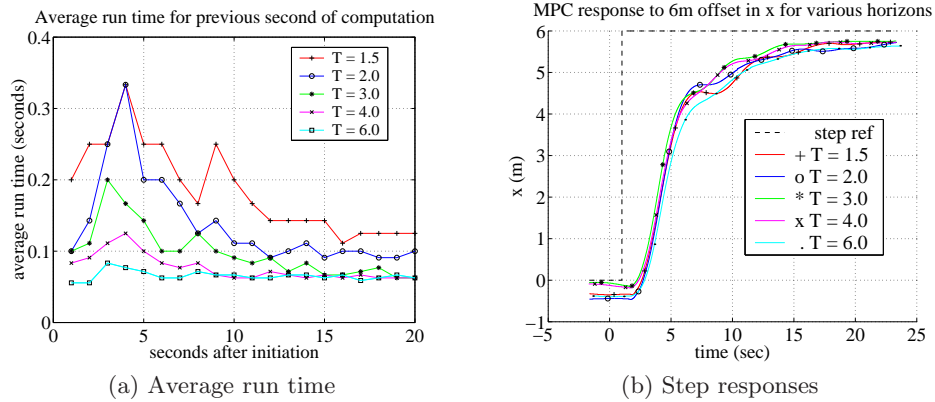 Average run time for previous second of computation
0.4
0.3
0.2
0.1
0
average run time (seconds)
T = 1.5
T = 2.0
T = 3.0
T = 4.0
T = 6.0
0 5 10 15 20
seconds after initiation
(a) Average run time
MPC response to 6m offset in x for various horizons
6
5
4
3
2
1
0
−1
x (m)
step ref
+ T = 1.5
o T = 2.0
* T = 3.0
x T = 4.0
. T = 6.0
−5 0 5 10 15 20 25
time (sec)
(b) Step responses